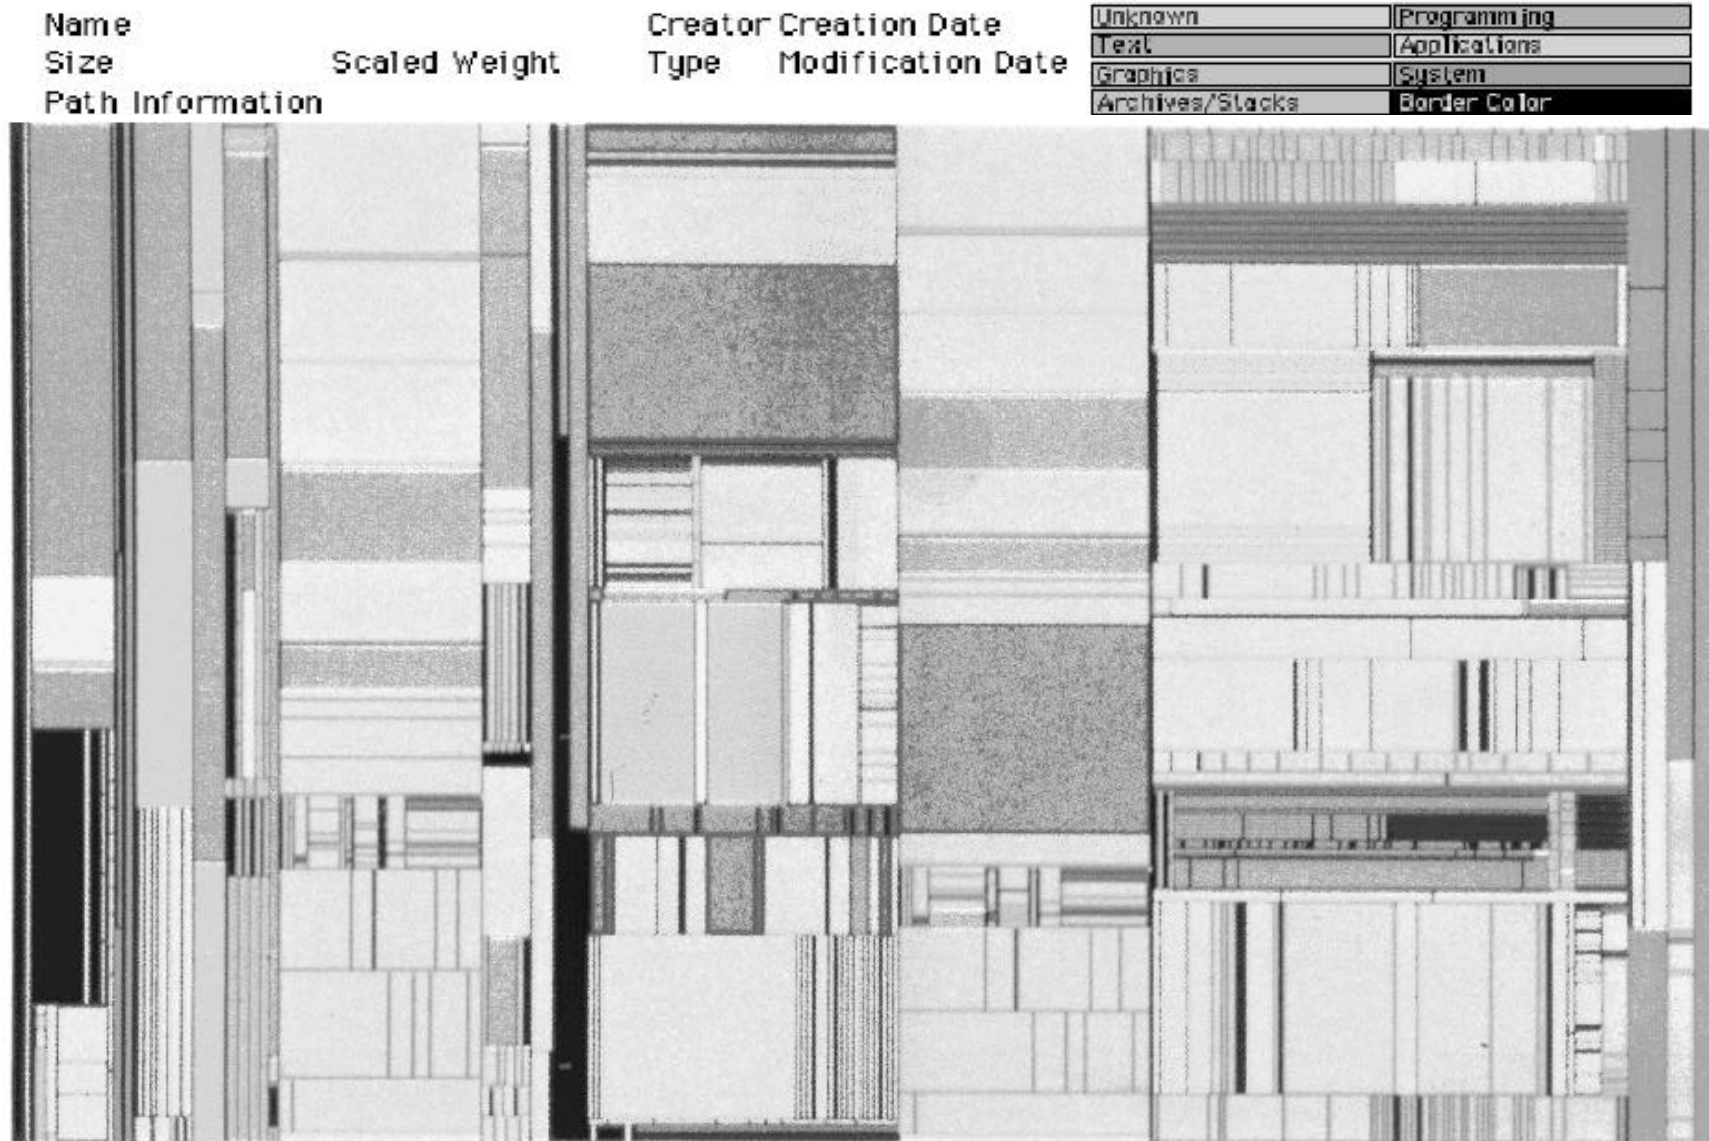 Name Creator Creation Date
Size Scaled Weight Type Modification Date
Path Information
Unknown Programming
Text Applications
Graphics System
Archives/Stacks Border Color